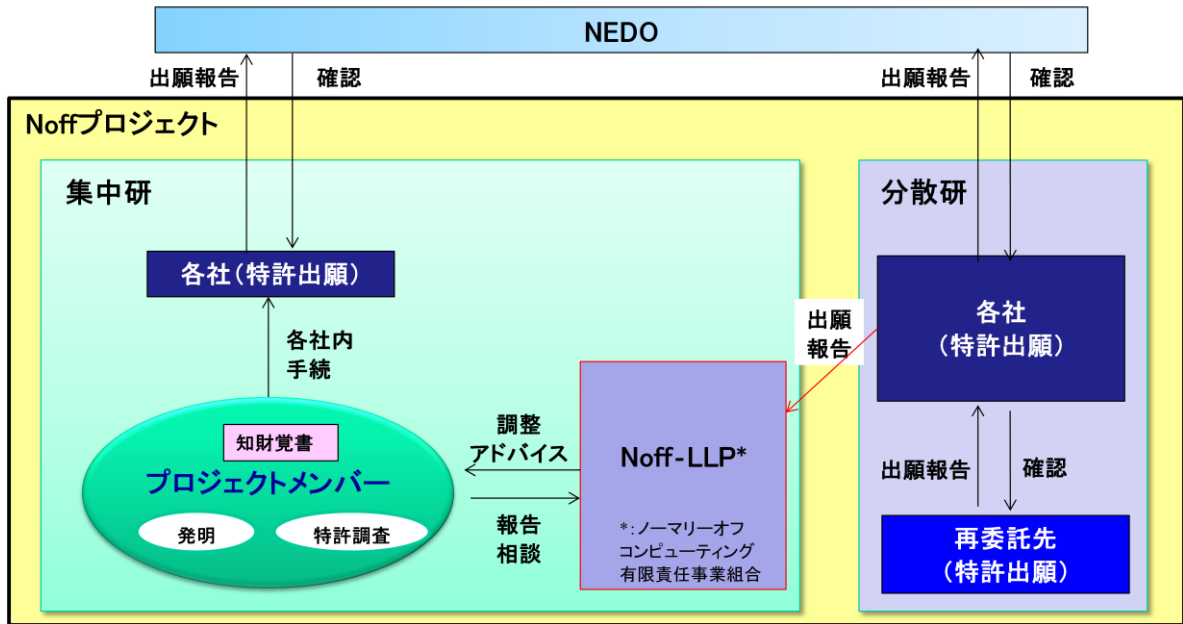 NEDO
出願報告
確認
出願報告
確認
Noffプロジェクト
集中研
分散研
各社(特許出願)
各社
(特許出願)
出願
報告
各社内
手続
調整
アドバイス
Noff-LLP*
*:ノーマリーオフ
コンピューティング
有限責任事業組合
知財覚書
プロジェクトメンバー
発明
特許調査
報告
相談
出願報告
確認
再委託先
(特許出願)